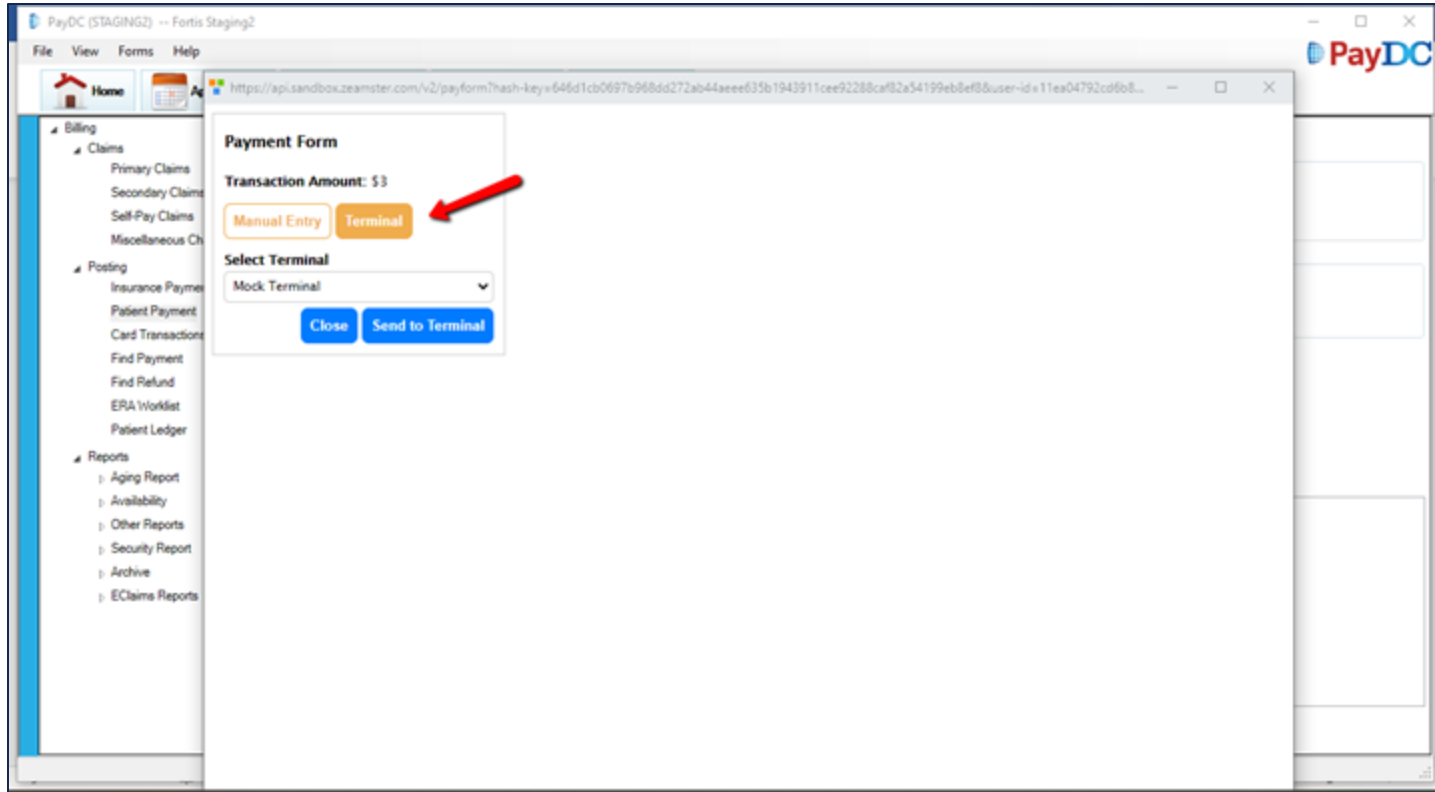 PayDC (STAGING2) -- Fortis Staging2
File View Forms Help
PayDC
Home
https://api.sandbox.zeamster.com/v2/payform?hash-key=646d1cb0697b968dd272ab44aeee635b1943911cee92288caf82a54199eb8ef88&user-id=11ea04792cd6b8...
Billing
Claims
Primary Claims
Secondary Claims
Self-Pay Claims
Miscellaneous Ch
Posting
Insurance Paymen
Patient Payment
Card Transactions
Find Payment
Find Refund
ERA Worklist
Patient Ledger
Reports
Aging Report
Availability
Other Reports
Security Report
Archive
EClaims Reports
Payment Form
Transaction Amount: $3
Manual Entry Terminal
Select Terminal
Mock Terminal
Close Send to Terminal